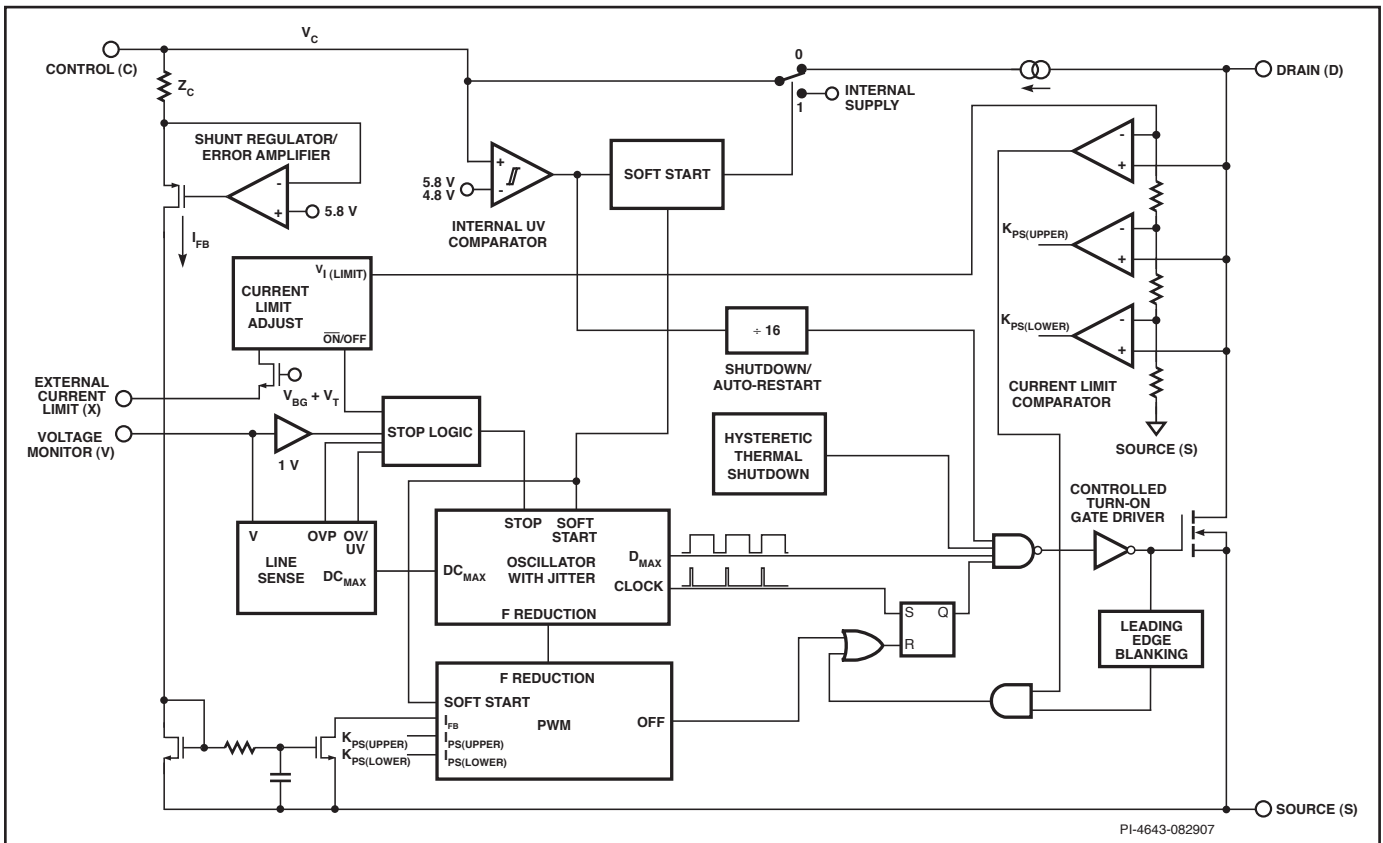 V_C
CONTROL (C)
Z_C
0
DRAIN (D)
1
INTERNAL
SUPPLY
SHUNT REGULATOR/
ERROR AMPLIFIER
-
+
5.8 V
I_FB
+
-
5.8 V
4.8 V
INTERNAL UV
COMPARATOR
SOFT START
-
+
K_PS(UPPER)
-
+
K_PS(LOWER)
-
+
CURRENT LIMIT
COMPARATOR
SOURCE (S)
V_I (LIMIT)
CURRENT
LIMIT
ADJUST
ON/OFF
V_BG + V_T
EXTERNAL
CURRENT
LIMIT (X)
VOLTAGE
MONITOR (V)
1 V
STOP LOGIC
÷ 16
SHUTDOWN/
AUTO-RESTART
HYSTERETIC
THERMAL
SHUTDOWN
CONTROLLED
TURN-ON
GATE DRIVER
V
OVP
OV/
UV
LINE
SENSE
DC_MAX
STOP
SOFT
START
DC_MAX
OSCILLATOR
WITH JITTER
D_MAX
CLOCK
F REDUCTION
S
Q
R
LEADING
EDGE
BLANKING
F REDUCTION
SOFT START
PWM
OFF
I_FB
K_PS(UPPER)
I_PS(UPPER)
K_PS(LOWER)
I_PS(LOWER)
SOURCE (S)
PI-4643-082907